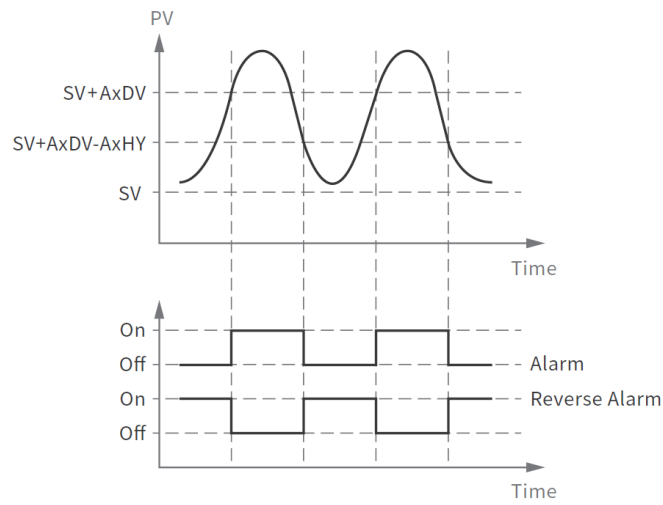 PV
SV+AxDV
SV+AxDV-AxHY
SV
Time
On
Off
Alarm
On
Reverse Alarm
Off
Time